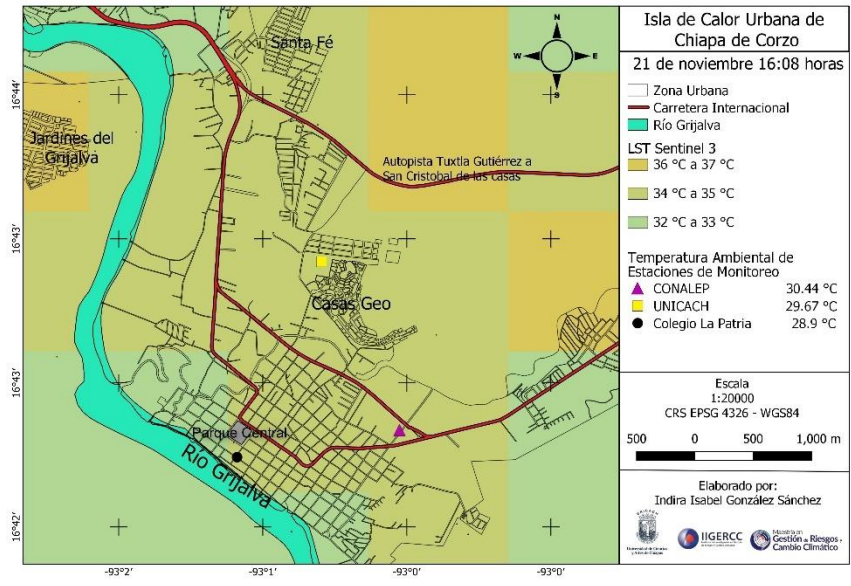 Isla de Calor Urbana de
Chiapa de Corzo
21 de noviembre 16:08 horas
Zona Urbana
Carretera Internacional
Río Grijalva
LST Sentinel 3
36 °C a 37 °C
34 °C a 35 °C
32 °C a 33 °C
Temperatura Ambiental de
Estaciones de Monitoreo
CONALEP 30.44 °C
UNICACH 29.67 °C
Colegio La Patria 28.9 °C
Escala
1:20000
CRS EPSG 4326 - WGS84
500 0 500 1,000 m
Elaborado por:
Indira Isabel González Sánchez
IIGERCC
Maestría en
Gestión de Riesgos y
Cambio Climático
N
W E
S
Santa Fé
Jardines del
Grijalva
Autopista Tuxtla Gutiérrez a
San Cristobal de las casas
Casas Geo
Parque Central
Río Grijalva
16°44'
16°43'
16°43'
16°42'
-93°2' -93°1' -93°0' -93°0'